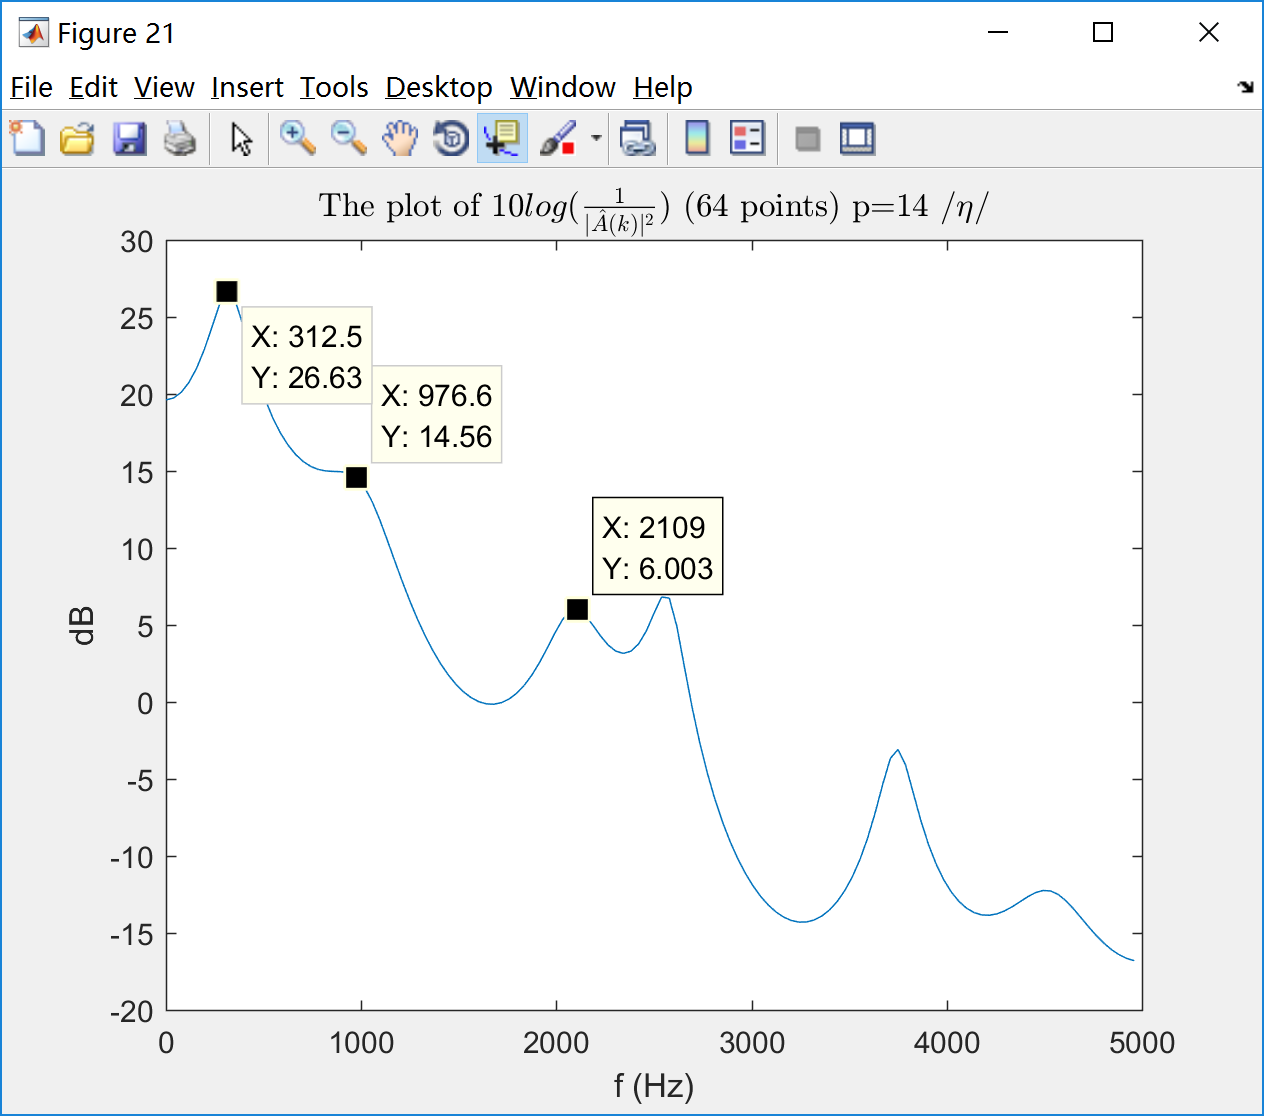 Figure 21
File Edit View Insert Tools Desktop Window Help
The plot of 10log(1/|Â(k)|²) (64 points) p=14 /η/
30
25
20
15
10
5
0
-5
-10
-15
-20
dB
X: 312.5
Y: 26.63
X: 976.6
Y: 14.56
X: 2109
Y: 6.003
0 1000 2000 3000 4000 5000
f (Hz)